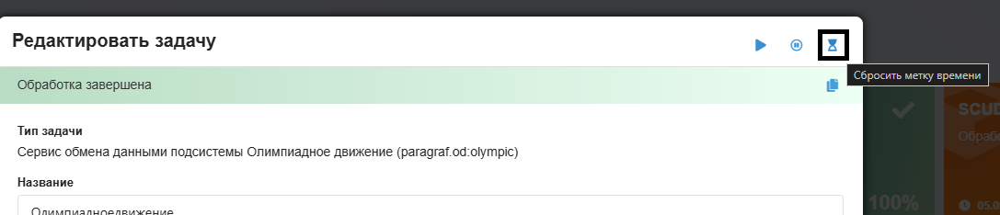 Редактировать задачу
Сбросить метку времени
Обработка завершена
SCUD
Обрабо
Тип задачи
Сервис обмена данными подсистемы Олимпиадное движение (paragraf.od:olympic)
Название
100%
05.0
Олимпиадноедвижение